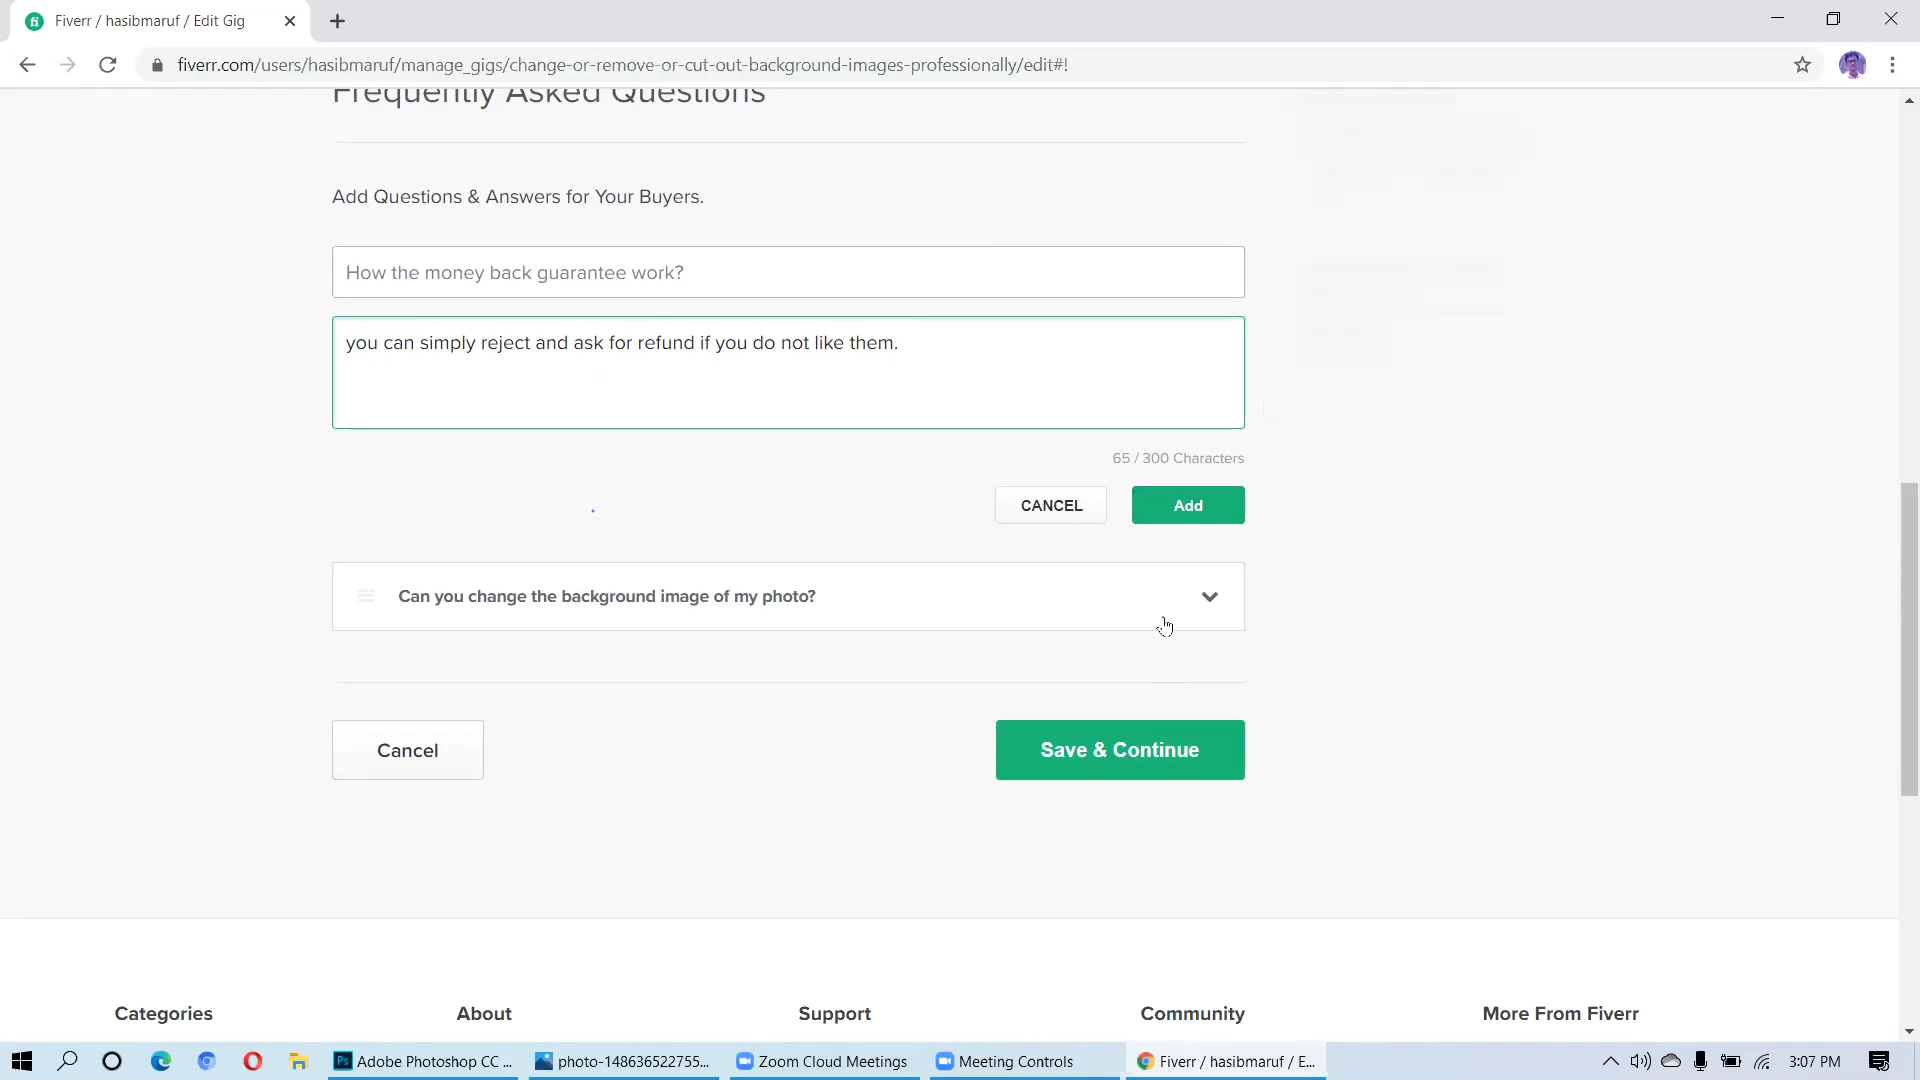 Fiverr / hasibmaruf / Edit Gig
fiverr.com/users/hasibmaruf/manage_gigs/change-or-remove-or-cut-out-background-images-professionally/edit#!
Frequently Asked Questions
Add Questions & Answers for Your Buyers.
How the money back guarantee work?
you can simply reject and ask for refund if you do not like them.
65 / 300 Characters
CANCEL
Add
Can you change the background image of my photo?
Cancel
Save & Continue
Categories
About
Support
Community
More From Fiverr
Adobe Photoshop CC ...
photo-148636522755...
Zoom Cloud Meetings
Meeting Controls
Fiverr / hasibmaruf / E...
3:07 PM